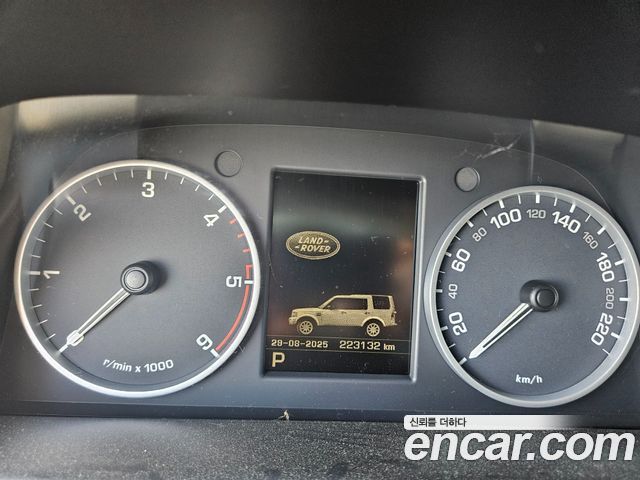 1 2 3 4 5 6
r/min x 1000
LAND-
ROVER
28-08-2025 223132 km
P
20 40 60 80 100 120 140 160 180 200 220
km/h
신뢰를 더하다
encar.com